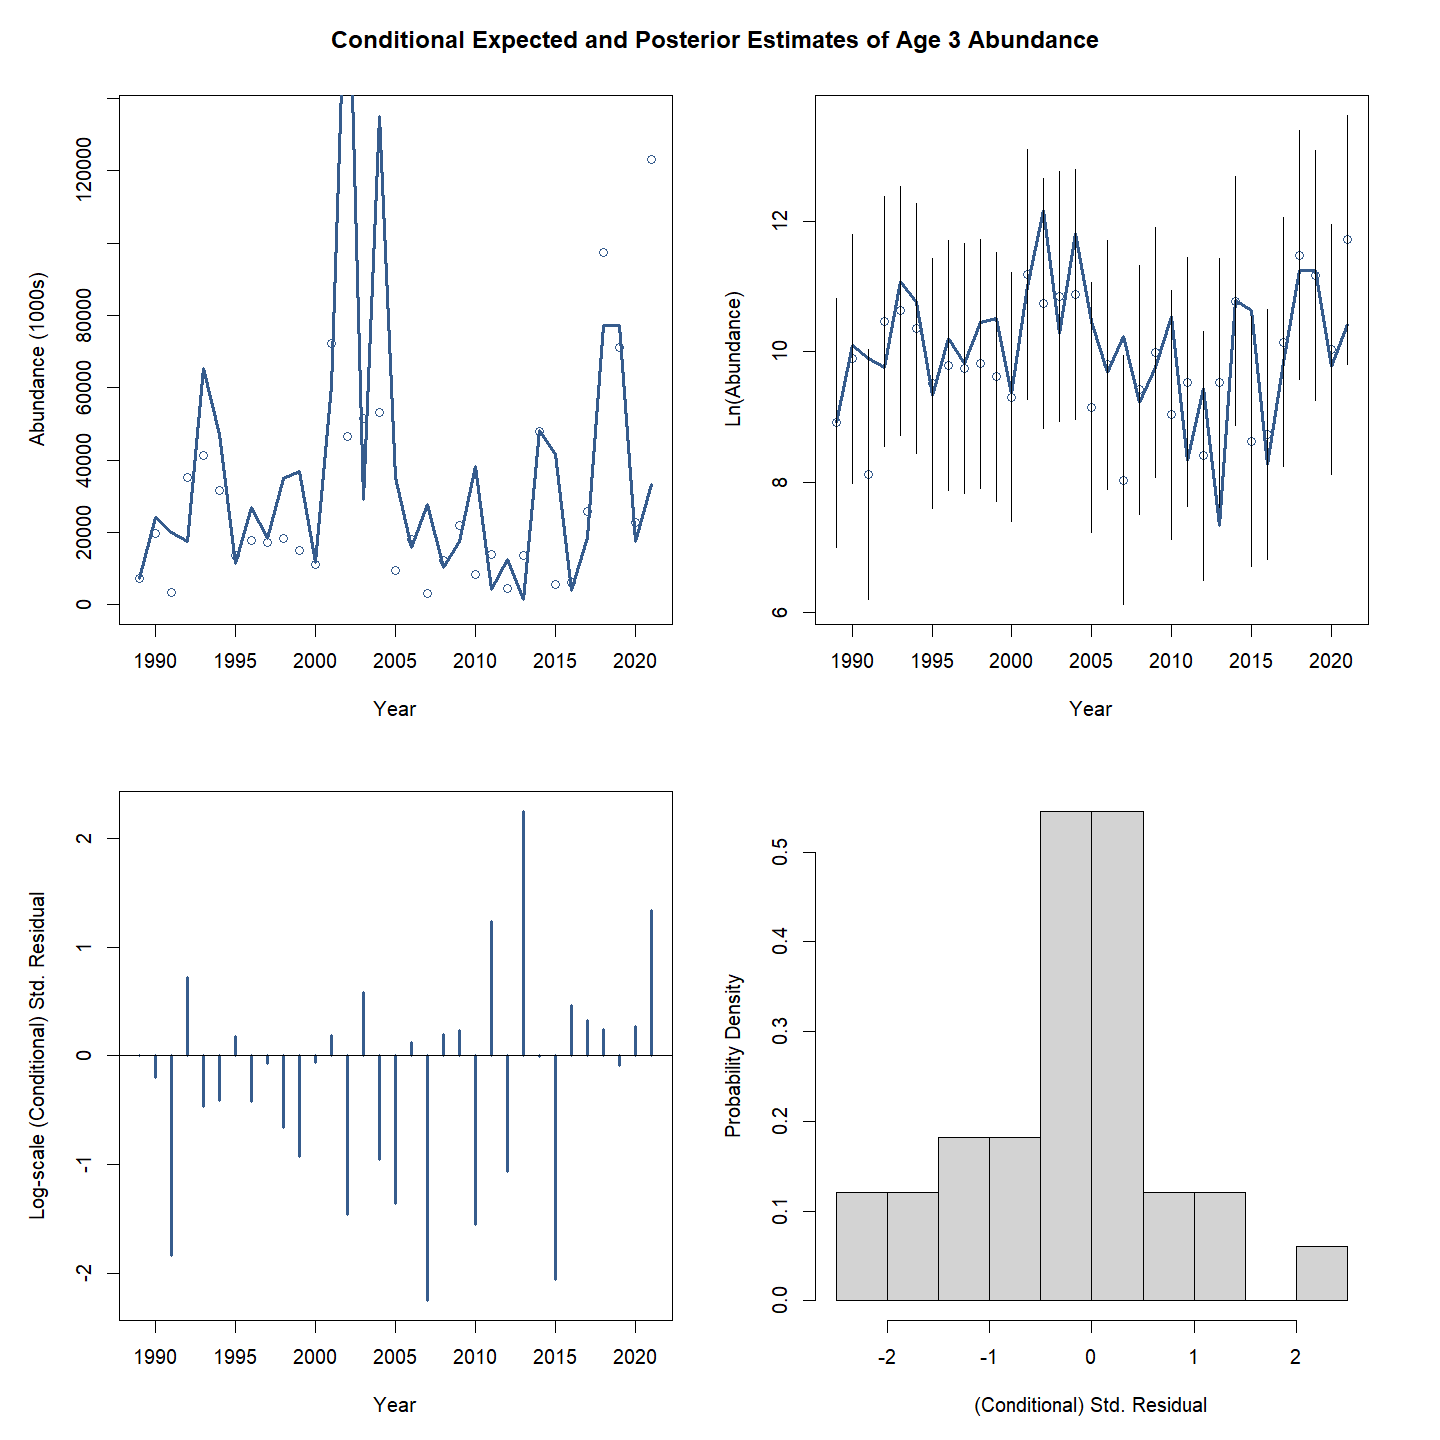 Conditional Expected and Posterior Estimates of Age 3 Abundance
Abundance (1000s)
0 20000 40000 60000 80000 120000
1990 1995 2000 2005 2010 2015 2020
Year
Ln(Abundance)
6 8 10 12
1990 1995 2000 2005 2010 2015 2020
Year
Log-scale (Conditional) Std. Residual
-2 -1 0 1 2
1990 1995 2000 2005 2010 2015 2020
Year
Probability Density
0.0 0.1 0.2 0.3 0.4 0.5
-2 -1 0 1 2
(Conditional) Std. Residual